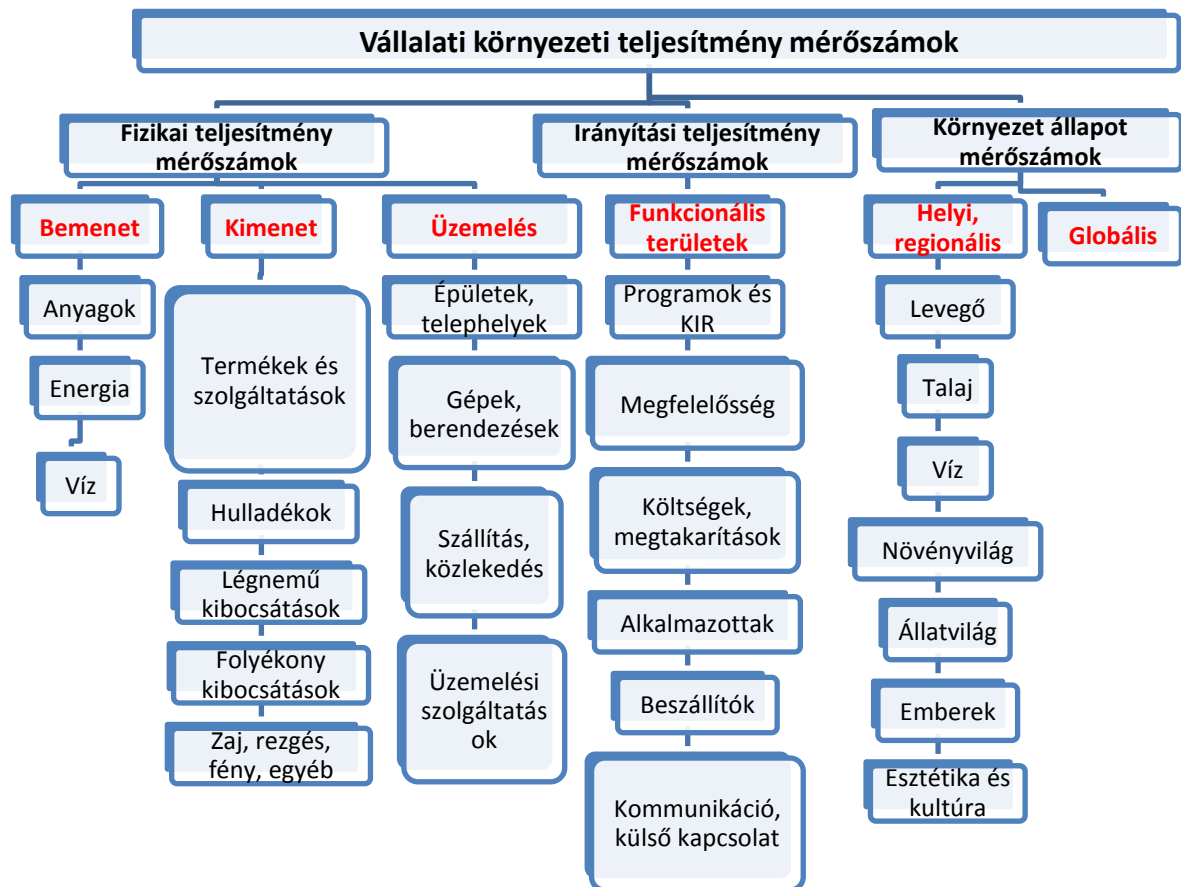 Vállalati környezeti teljesítmény mérőszámok
Fizikai teljesítmény
mérőszámok
Irányítási teljesítmény
mérőszámok
Környezet állapot
mérőszámok
Bemenet
Anyagok
Energia
Víz
Kimenet
Termékek és
szolgáltatások
Hulladékok
Légnemű
kibocsátások
Folyékony
kibocsátások
Zaj, rezgés,
fény, egyéb
Üzemelés
Épületek,
telephelyek
Gépek,
berendezések
Szállítás,
közlekedés
Üzemelési
szolgáltatás
ok
Funkcionális
területek
Programok és
KIR
Megfelelősség
Költségek,
megtakarítások
Alkalmazottak
Beszállítók
Kommunikáció,
külső kapcsolat
Helyi,
regionális
Levegő
Talaj
Víz
Növényvilág
Állatvilág
Emberek
Esztétika és
kultúra
Globális